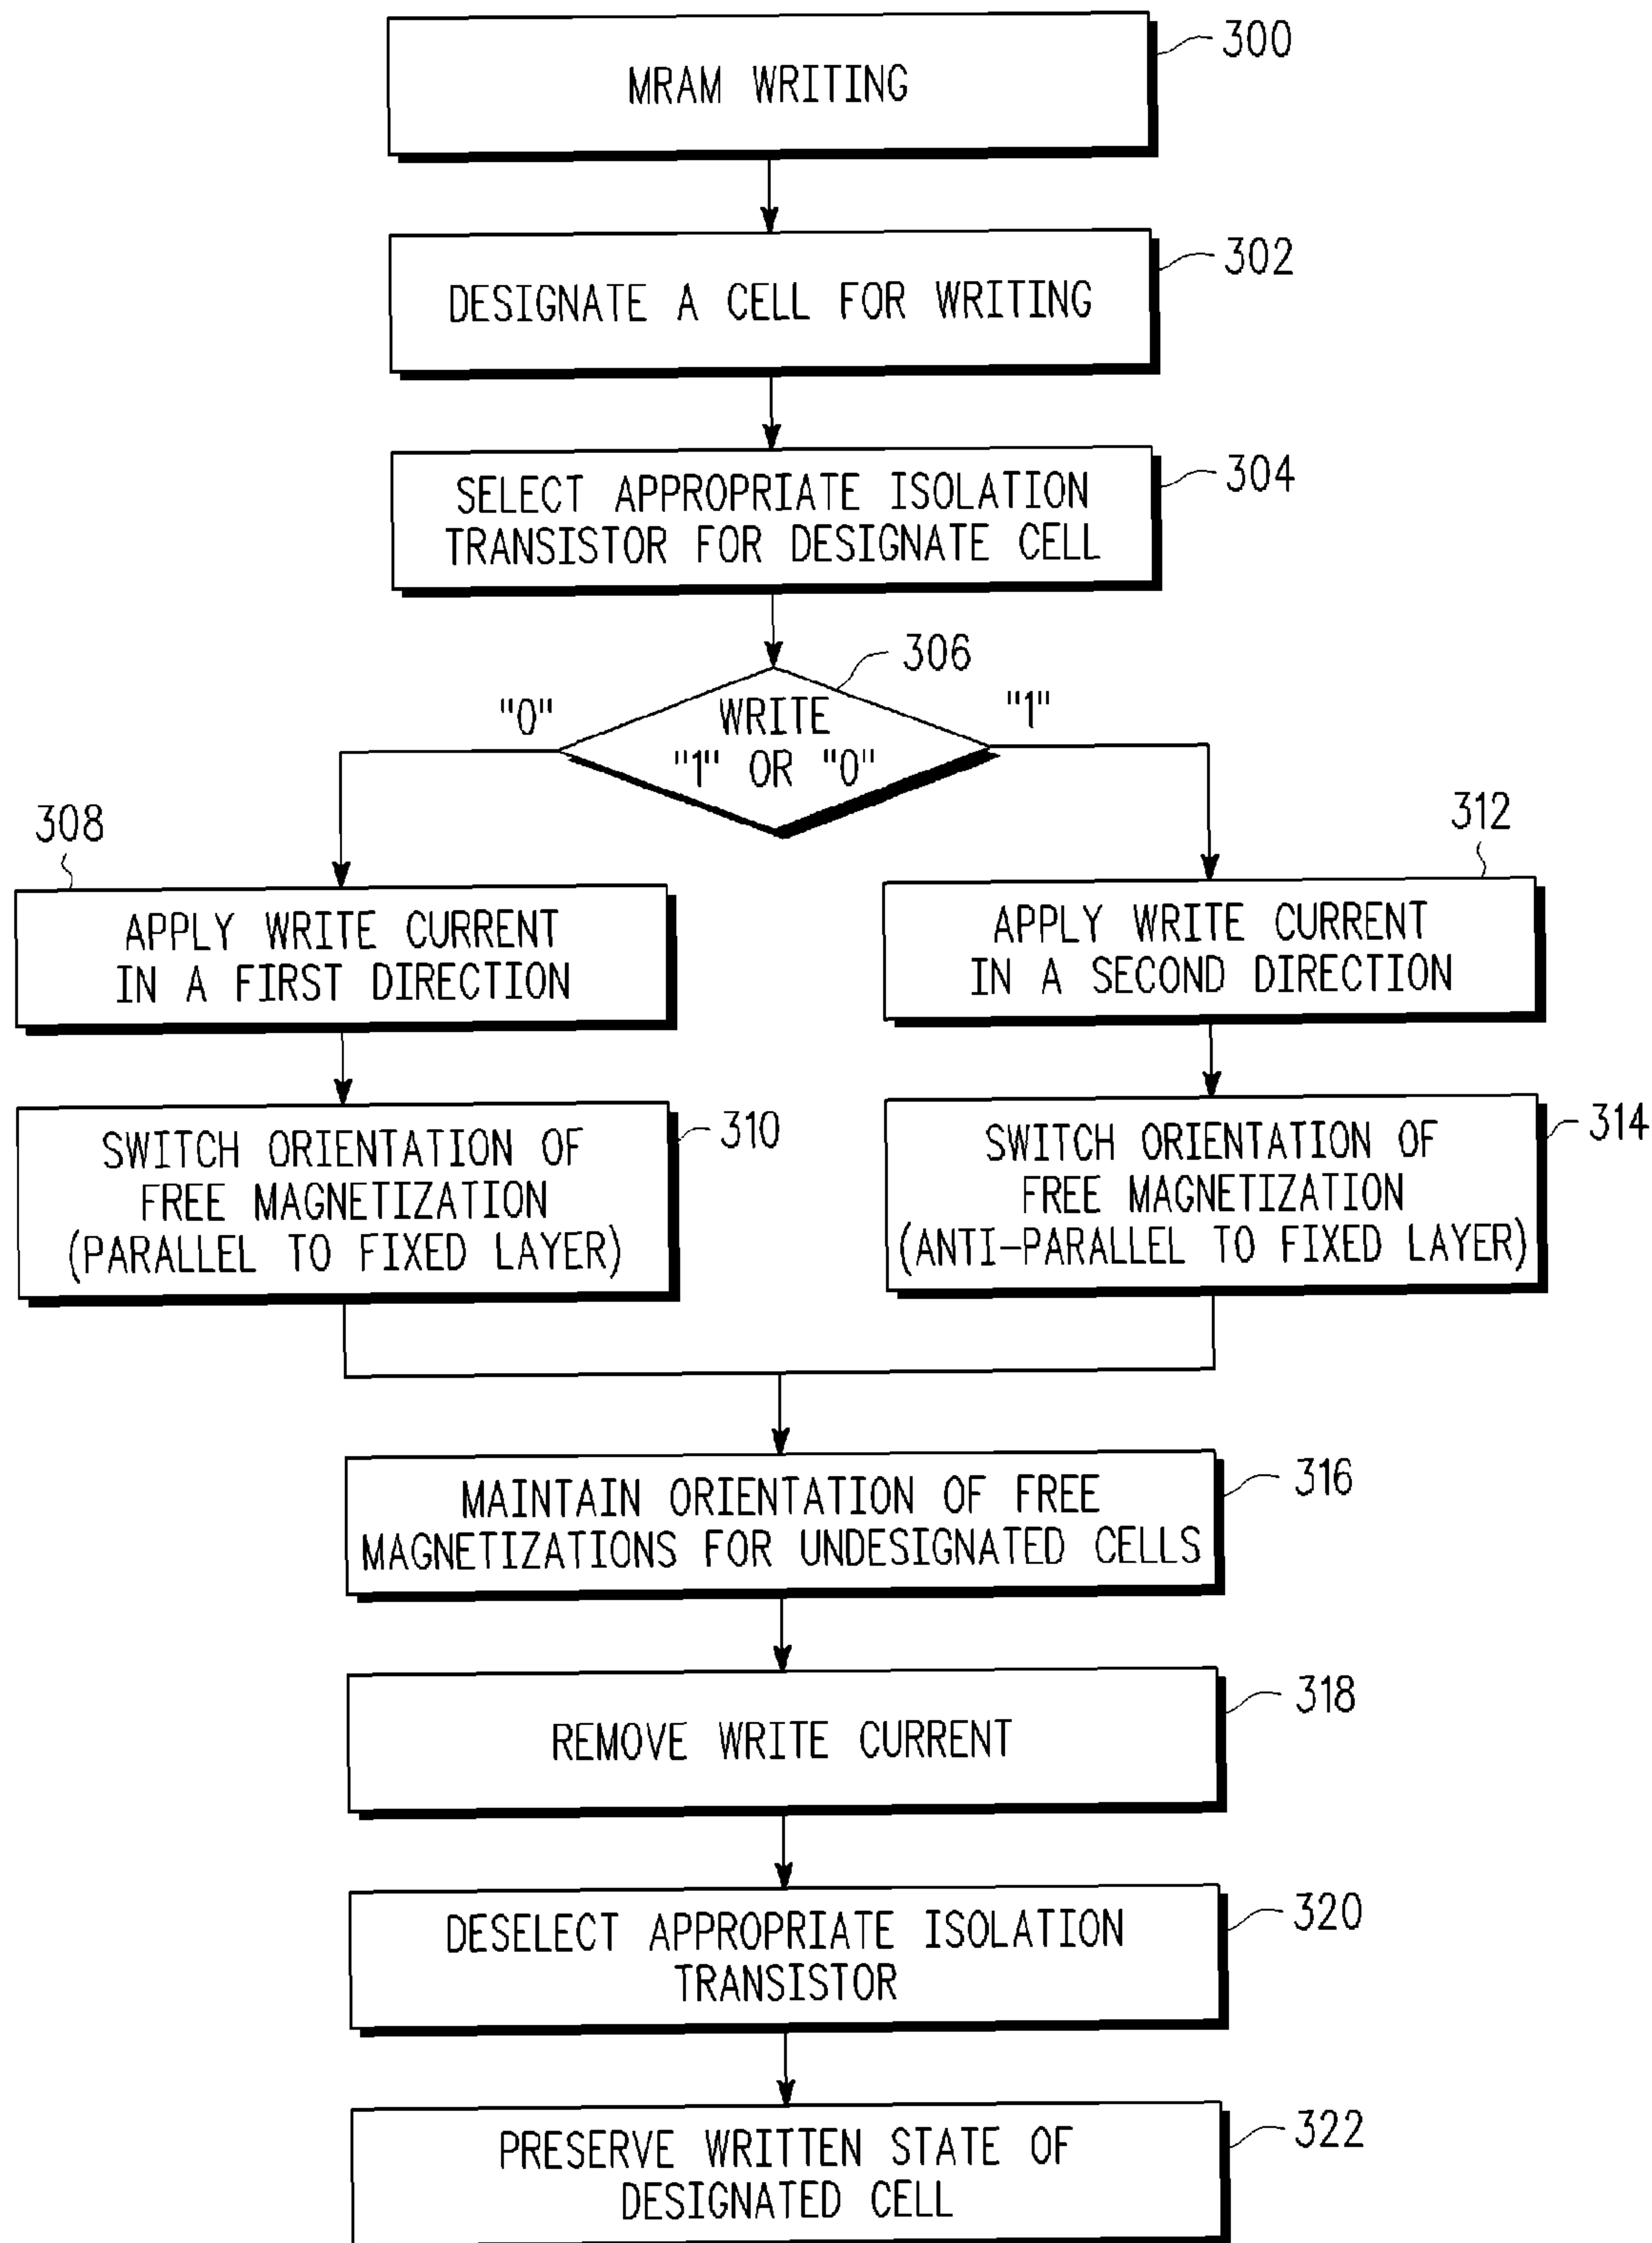 MRAM WRITING
300
DESIGNATE A CELL FOR WRITING
302
SELECT APPROPRIATE ISOLATION
TRANSISTOR FOR DESIGNATE CELL
304
306
WRITE
"1" OR "0"
"0"
"1"
308
APPLY WRITE CURRENT
IN A FIRST DIRECTION
312
APPLY WRITE CURRENT
IN A SECOND DIRECTION
SWITCH ORIENTATION OF
FREE MAGNETIZATION
(PARALLEL TO FIXED LAYER)
310
SWITCH ORIENTATION OF
FREE MAGNETIZATION
(ANTI-PARALLEL TO FIXED LAYER)
314
MAINTAIN ORIENTATION OF FREE
MAGNETIZATIONS FOR UNDESIGNATED CELLS
316
REMOVE WRITE CURRENT
318
DESELECT APPROPRIATE ISOLATION
TRANSISTOR
320
PRESERVE WRITTEN STATE OF
DESIGNATED CELL
322